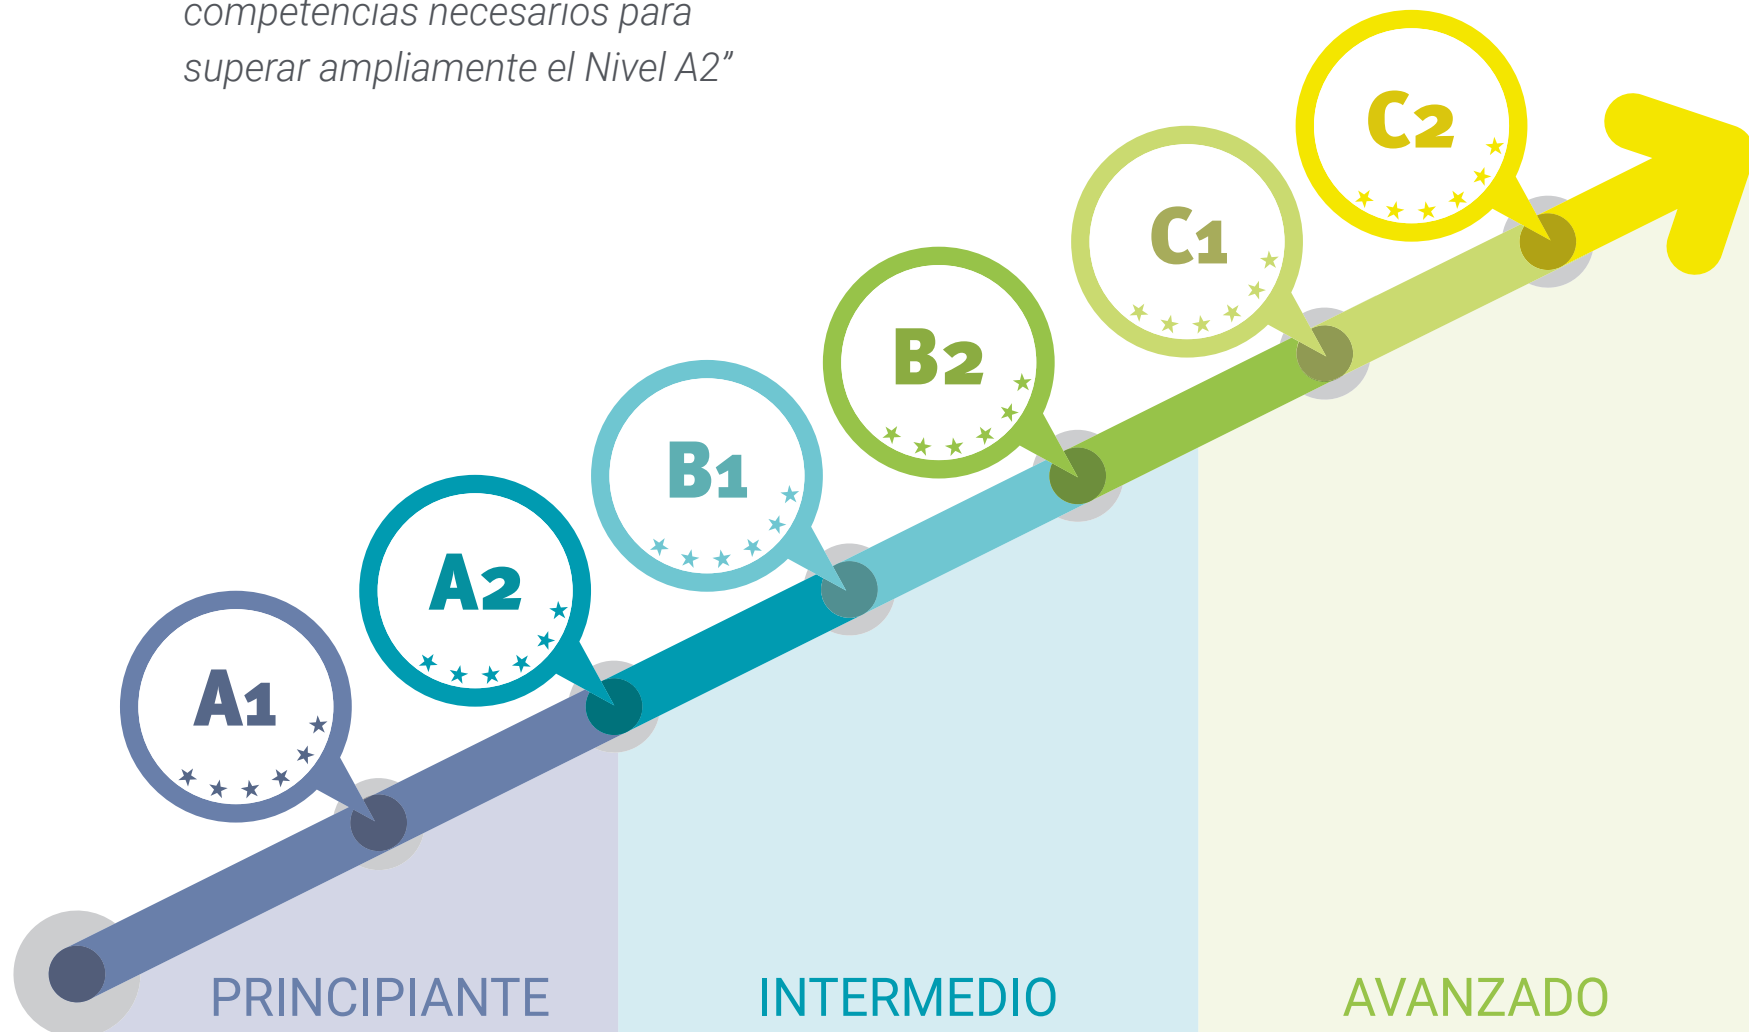 competencias necesarios para
superar ampliamente el Nivel A2”
C2
C1
B2
B1
A2
A1
PRINCIPIANTE
INTERMEDIO
AVANZADO